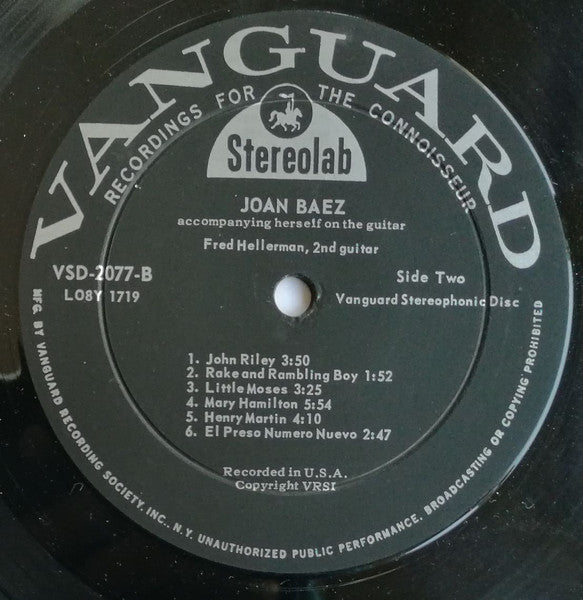 VANGUARD
RECORDINGS FOR THE CONNOISSEUR
Stereolab
JOAN BAEZ
accompanying herself on the guitar
Fred Hellerman, 2nd guitar
VSD-2077-B
LO8Y 1719
Side Two
Vanguard Stereophonic Disc
1. John Riley 3:50
2. Rake and Rambling Boy 1:52
3. Little Moses 3:25
4. Mary Hamilton 5:54
5. Henry Martin 4:10
6. El Preso Numero Nuevo 2:47
Recorded in U.S.A.
Copyright VRSI
MFG. BY VANGUARD RECORDING SOCIETY, INC., N.Y. UNAUTHORIZED PUBLIC PERFORMANCE, BROADCASTING OR COPYING PROHIBITED